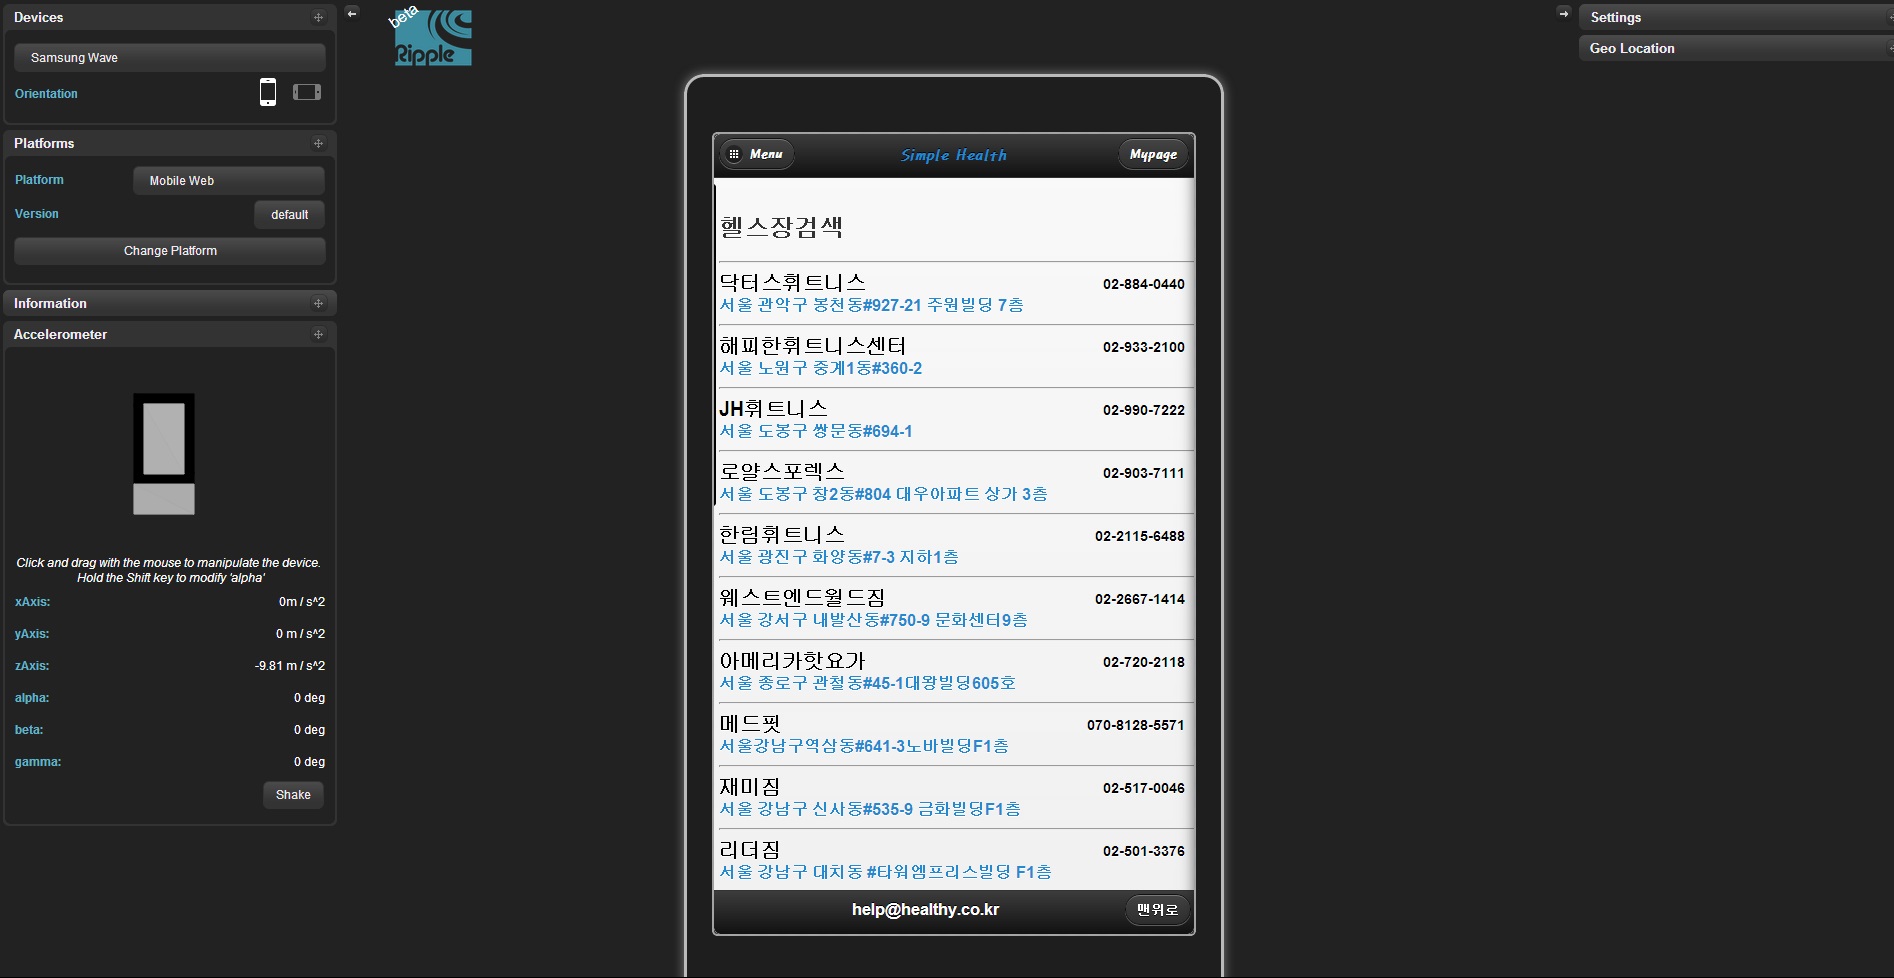 Devices
Samsung Wave
Orientation
Platforms
Platform
Mobile Web
Version
default
Change Platform
Information
Accelerometer
Click and drag with the mouse to manipulate the device.
Hold the Shift key to modify 'alpha'
xAxis: 0m / s^2
yAxis: 0 m / s^2
zAxis: -9.81 m / s^2
alpha: 0 deg
beta: 0 deg
gamma: 0 deg
Shake
beta
Ripple
Menu
Simple Health
Mypage
헬스장검색
닥터스휘트니스 02-884-0440
서울 관악구 봉천동#927-21 주원빌딩 7층
해피한휘트니스센터 02-933-2100
서울 노원구 중계1동#360-2
JH휘트니스 02-990-7222
서울 도봉구 쌍문동#694-1
로얄스포렉스 02-903-7111
서울 도봉구 창2동#804 대우아파트 상가 3층
한림휘트니스 02-2115-6488
서울 광진구 화양동#7-3 지하1층
웨스트엔드월드짐 02-2667-1414
서울 강서구 내발산동#750-9 문화센터9층
아메리카핫요가 02-720-2118
서울 종로구 관철동#45-1대왕빌딩605호
메드핏 070-8128-5571
서울강남구역삼동#641-3노바빌딩F1층
재미짐 02-517-0046
서울 강남구 신사동#535-9 금화빌딩F1층
리더짐 02-501-3376
서울 강남구 대치동 #타워엠프리스빌딩 F1층
help@healthy.co.kr
맨위로
Settings
Geo Location